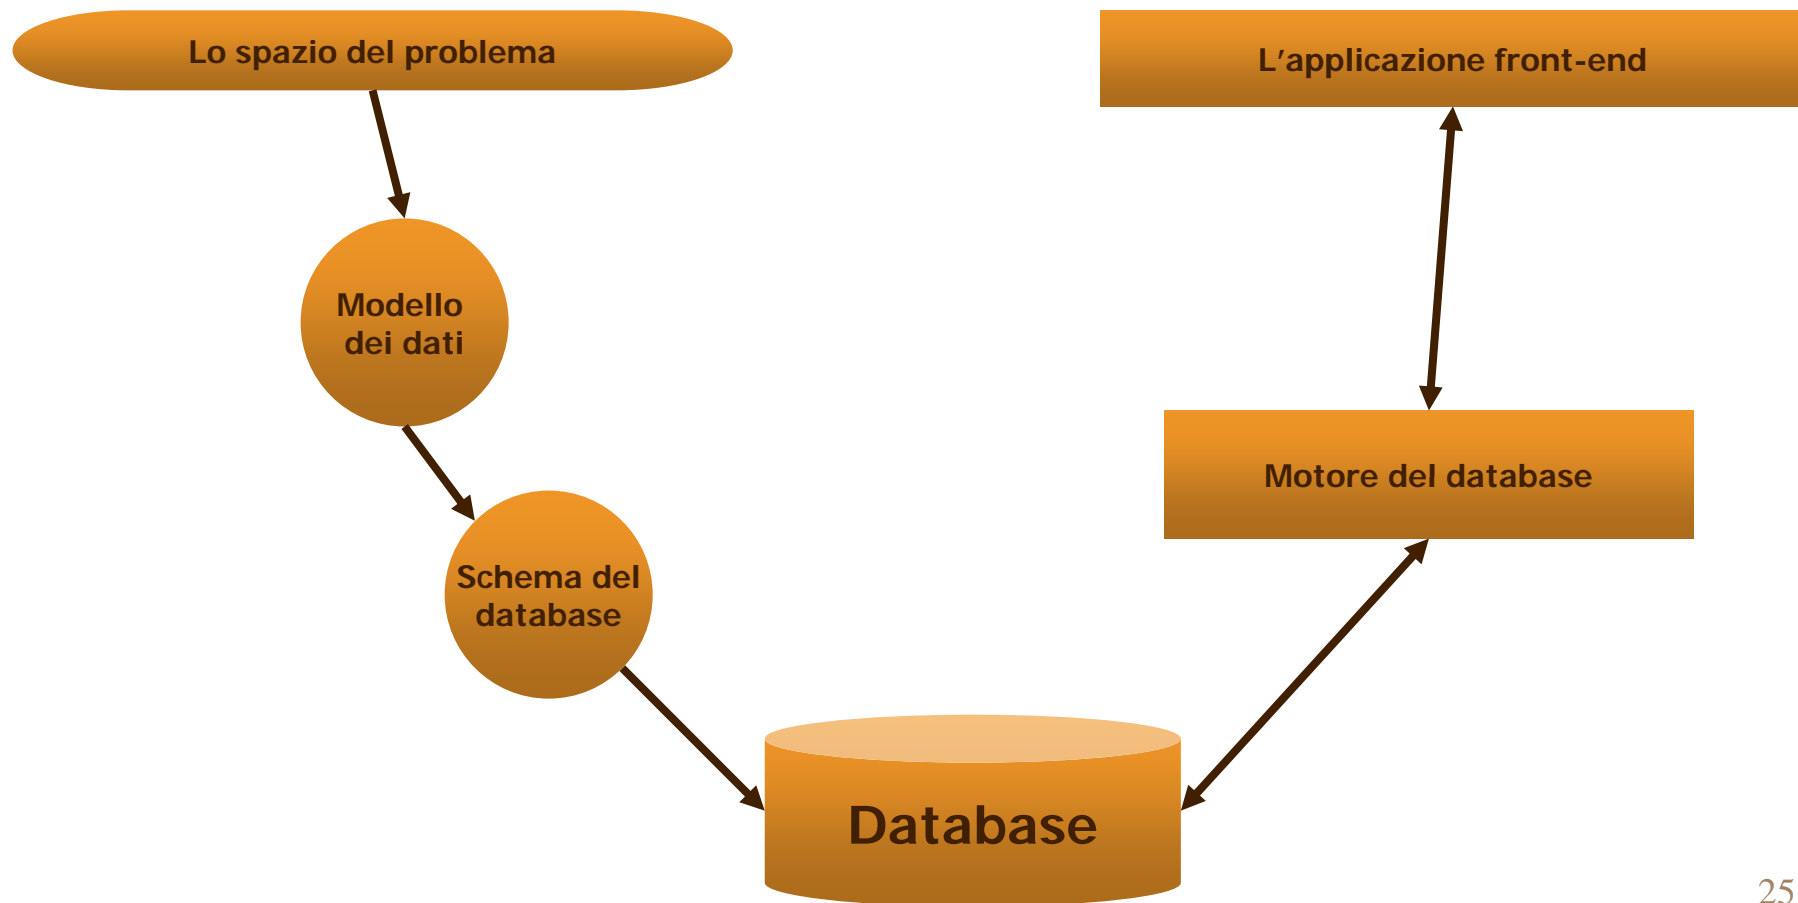 Lo spazio del problema
L’applicazione front-end
Modello
dei dati
Motore del database
Schema del
database
Database
25